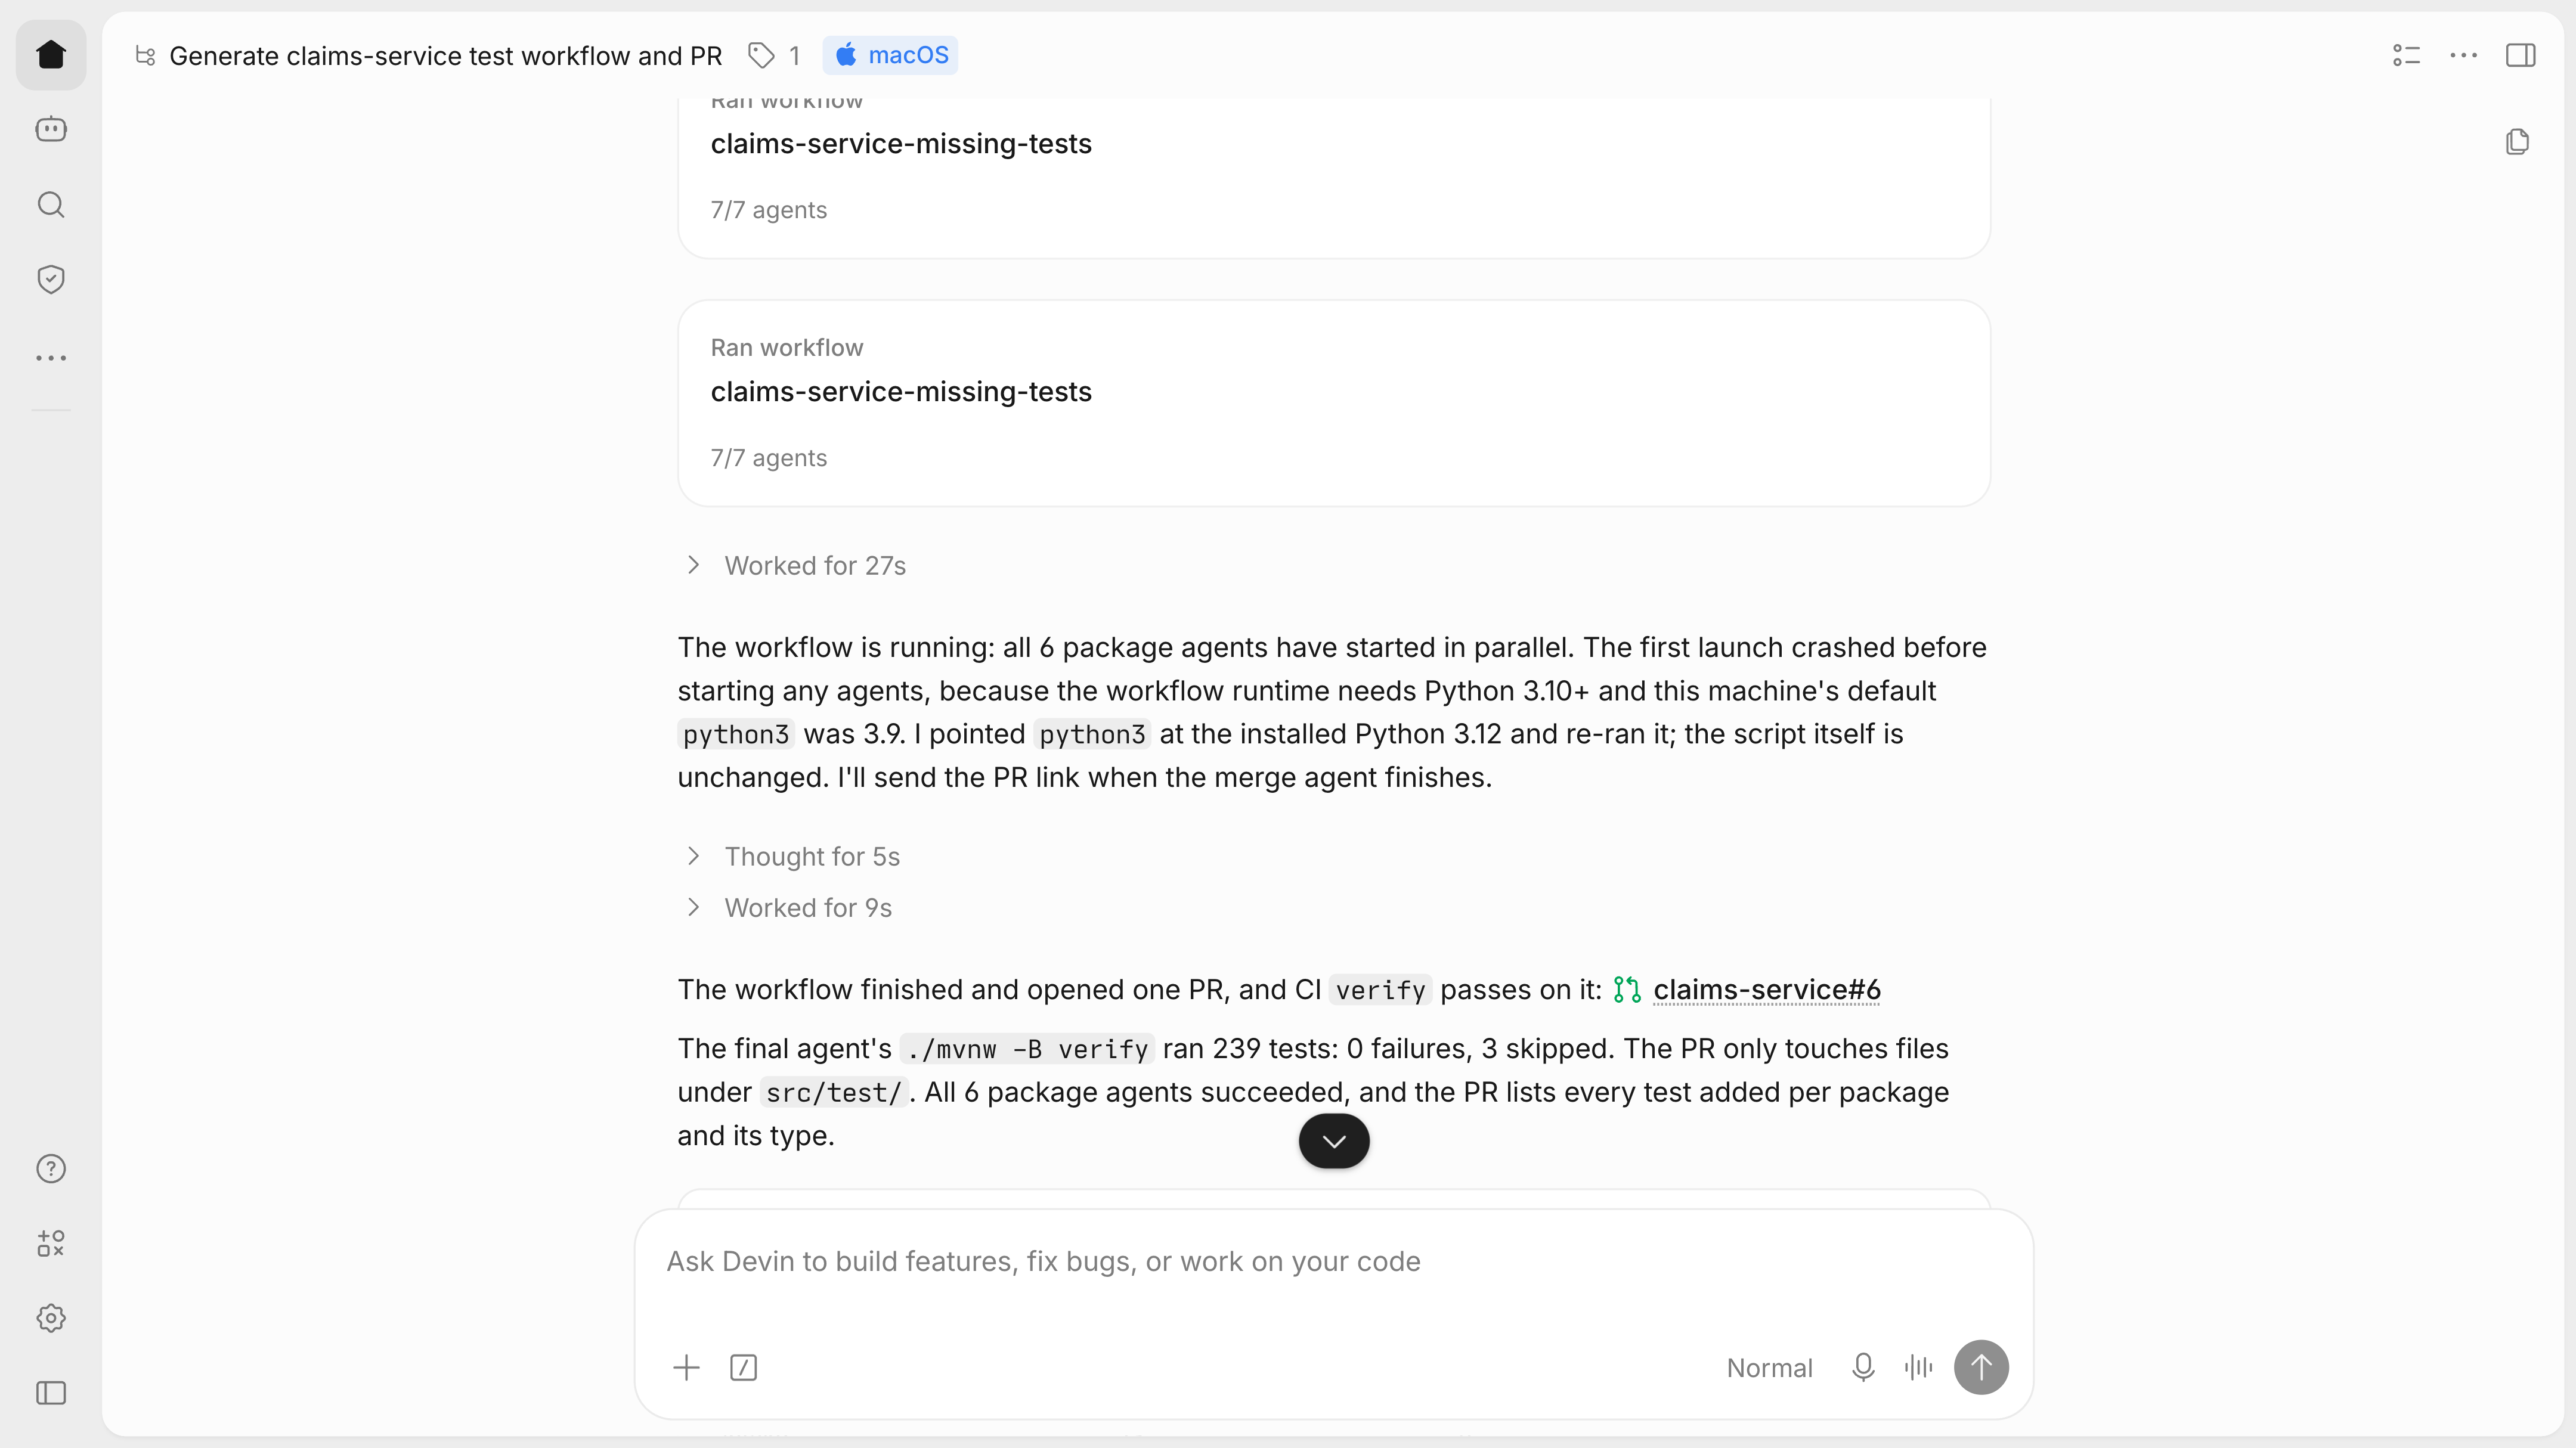 Generate claims-service test workflow and PR 1 macOS
Ran workflow
claims-service-missing-tests
7/7 agents
Ran workflow
claims-service-missing-tests
7/7 agents
Worked for 27s
The workflow is running: all 6 package agents have started in parallel. The first launch crashed before
starting any agents, because the workflow runtime needs Python 3.10+ and this machine's default
python3 was 3.9. I pointed python3 at the installed Python 3.12 and re-ran it; the script itself is
unchanged. I'll send the PR link when the merge agent finishes.
Thought for 5s
Worked for 9s
The workflow finished and opened one PR, and CI verify passes on it: claims-service#6
The final agent's ./mvnw -B verify ran 239 tests: 0 failures, 3 skipped. The PR only touches files
under src/test/. All 6 package agents succeeded, and the PR lists every test added per package
and its type.
Ask Devin to build features, fix bugs, or work on your code
Normal